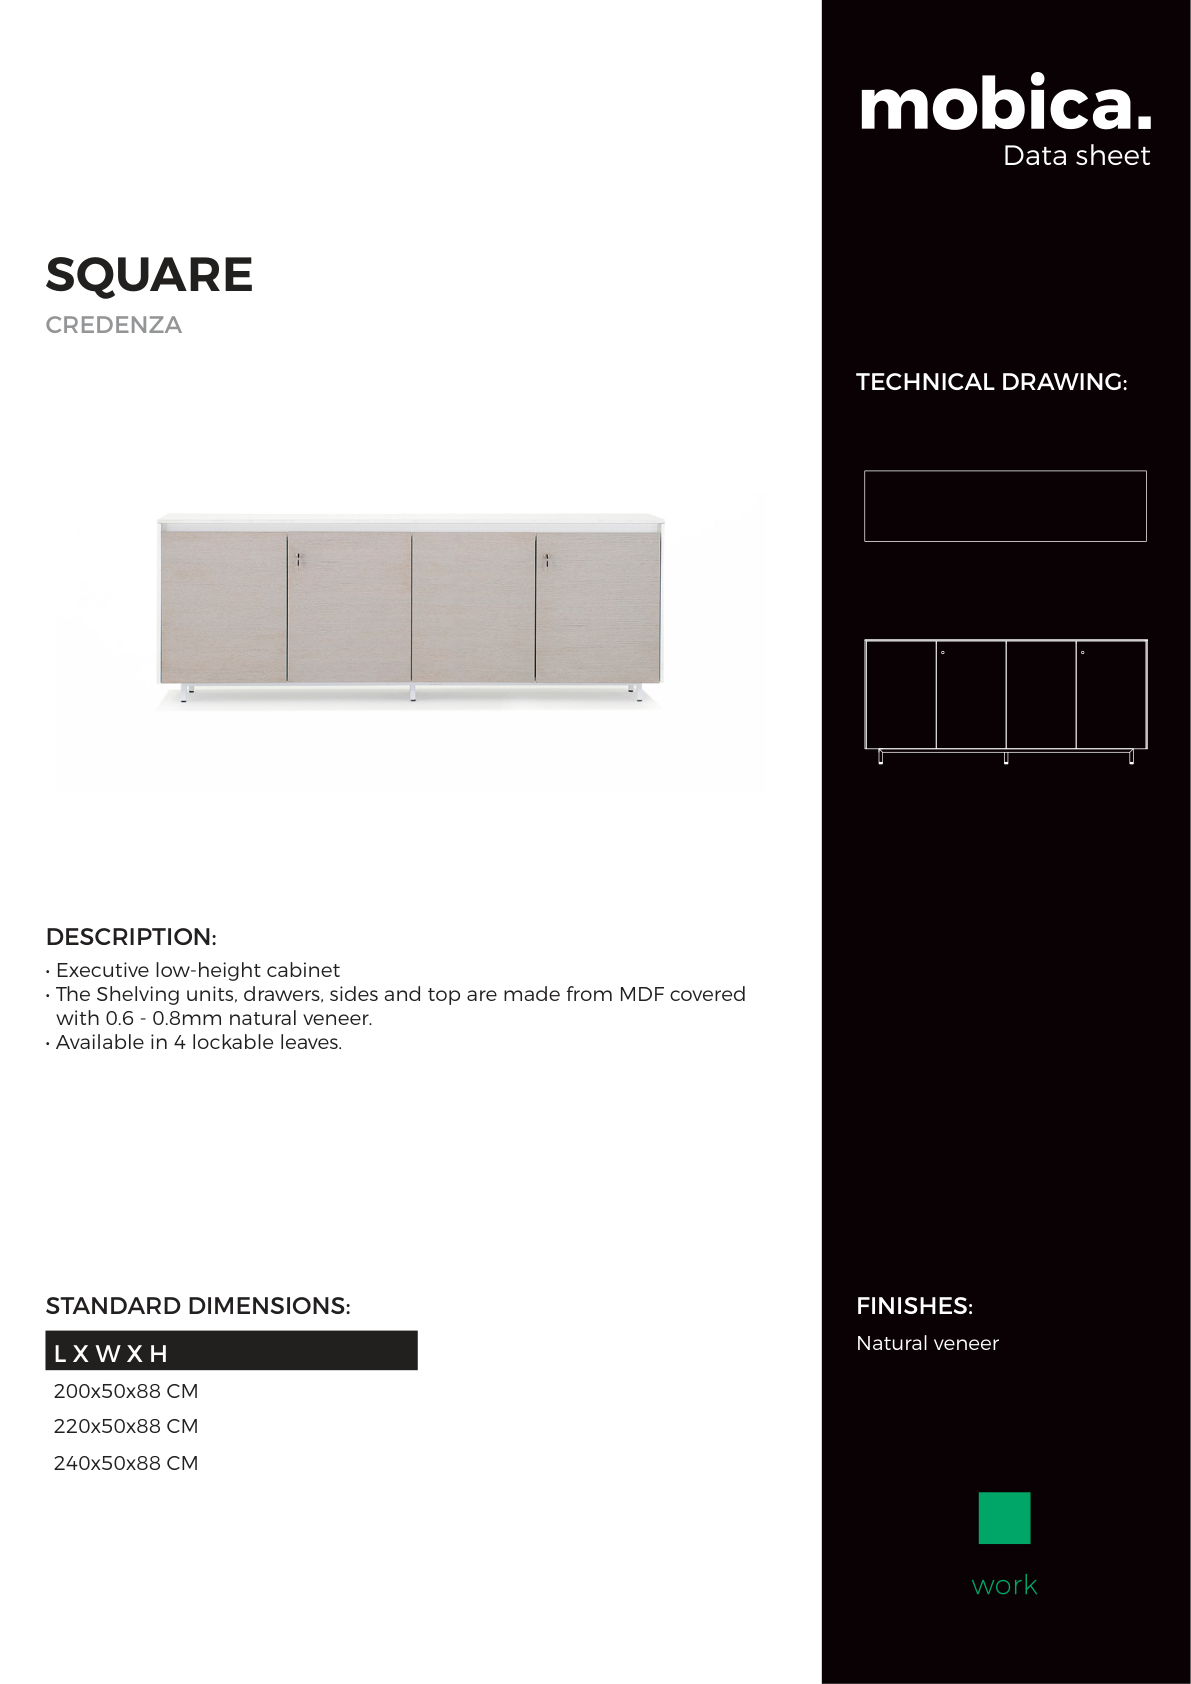 mobica.
Data sheet
SQUARE
CREDENZA
TECHNICAL DRAWING:
DESCRIPTION:
• Executive low-height cabinet
• The Shelving units, drawers, sides and top are made from MDF covered
with 0.6 - 0.8mm natural veneer.
• Available in 4 lockable leaves.
STANDARD DIMENSIONS:
L X W X H
200x50x88 CM
220x50x88 CM
240x50x88 CM
FINISHES:
Natural veneer
work